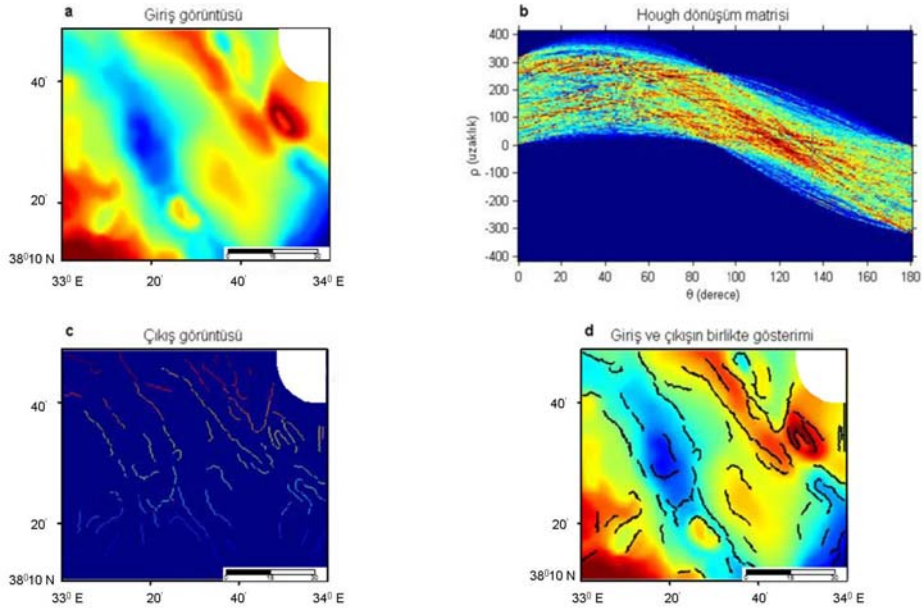 a
Giriş görüntüsü
40'
20'
38⁰10 N
33⁰ E
20'
40'
34⁰ E
b
Hough dönüşüm matrisi
400
300
200
100
0
-100
-200
-300
-400
ρ (uzaklık)
0
20
40
60
80
100
120
140
160
180
θ (derece)
c
Çıkış görüntüsü
40'
20'
38⁰10 N
33⁰ E
20'
40'
34⁰ E
d
Giriş ve çıkışın birlikte gösterimi
40'
20'
38⁰10 N
33⁰ E
20'
40'
34⁰ E